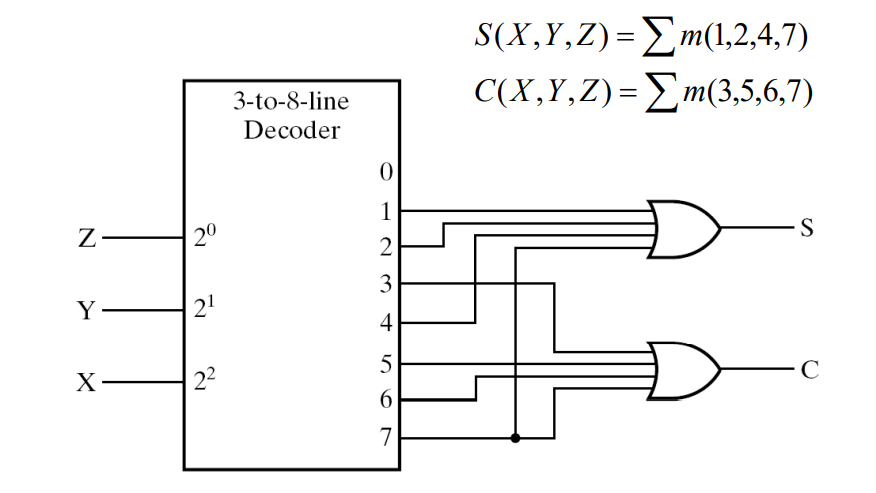 S(X,Y,Z) = ∑m(1,2,4,7)
C(X,Y,Z) = ∑m(3,5,6,7)
3-to-8-line
Decoder
0
1
2
3
4
5
6
7
Z
2⁰
Y
2¹
X
2²
S
C